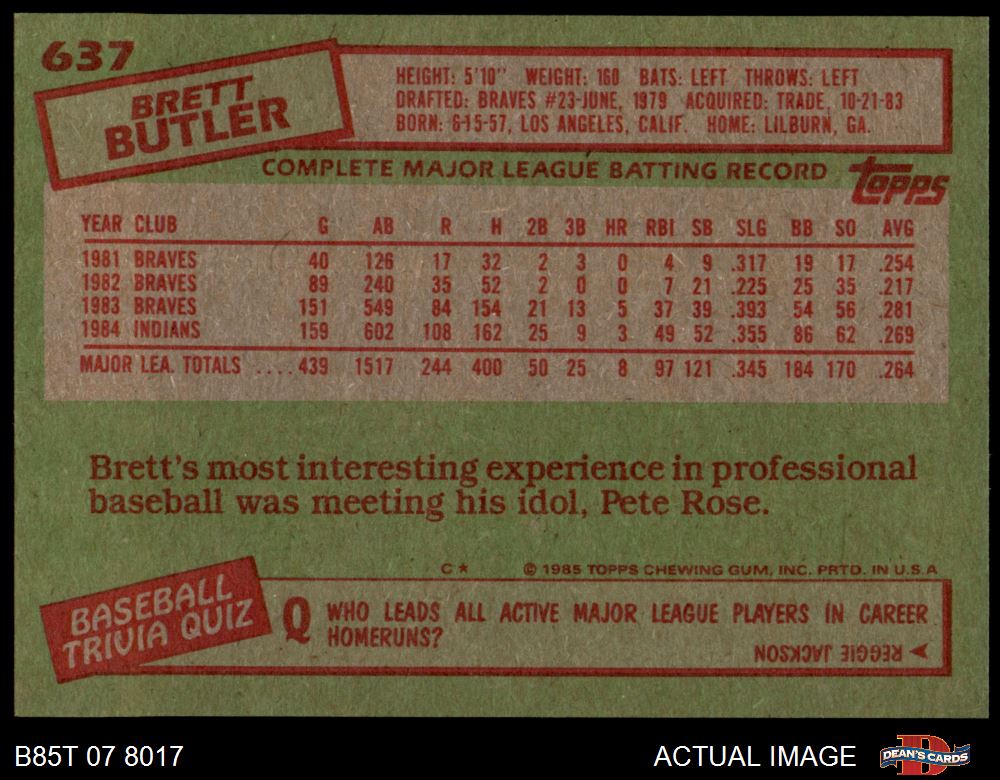 637
BRETT
BUTLER
HEIGHT: 5'10" WEIGHT: 160 BATS: LEFT THROWS: LEFT
DRAFTED: BRAVES #23-JUNE, 1979 ACQUIRED: TRADE, 10-21-83
BORN: 6-15-57, LOS ANGELES, CALIF. HOME: LILBURN, GA.
COMPLETE MAJOR LEAGUE BATTING RECORD
topps
YEAR CLUB G AB R H 2B 3B HR RBI SB SLG BB SO AVG
1981 BRAVES 40 126 17 32 2 3 0 4 9 .317 19 17 .254
1982 BRAVES 89 240 35 52 2 0 0 7 21 .225 25 35 .217
1983 BRAVES 151 549 84 154 21 13 5 37 39 .393 54 56 .281
1984 INDIANS 159 602 108 162 25 9 3 49 52 .355 86 62 .269
MAJOR LEA. TOTALS .... 439 1517 244 400 50 25 8 97 121 .345 184 170 .264
Brett's most interesting experience in professional
baseball was meeting his idol, Pete Rose.
C* © 1985 TOPPS CHEWING GUM, INC. PRTD. IN U.S.A
BASEBALL
TRIVIA QUIZ
Q WHO LEADS ALL ACTIVE MAJOR LEAGUE PLAYERS IN CAREER
HOMERUNS?
REGGIE JACKSON
B85T 07 8017
ACTUAL IMAGE
DEAN'S CARDS